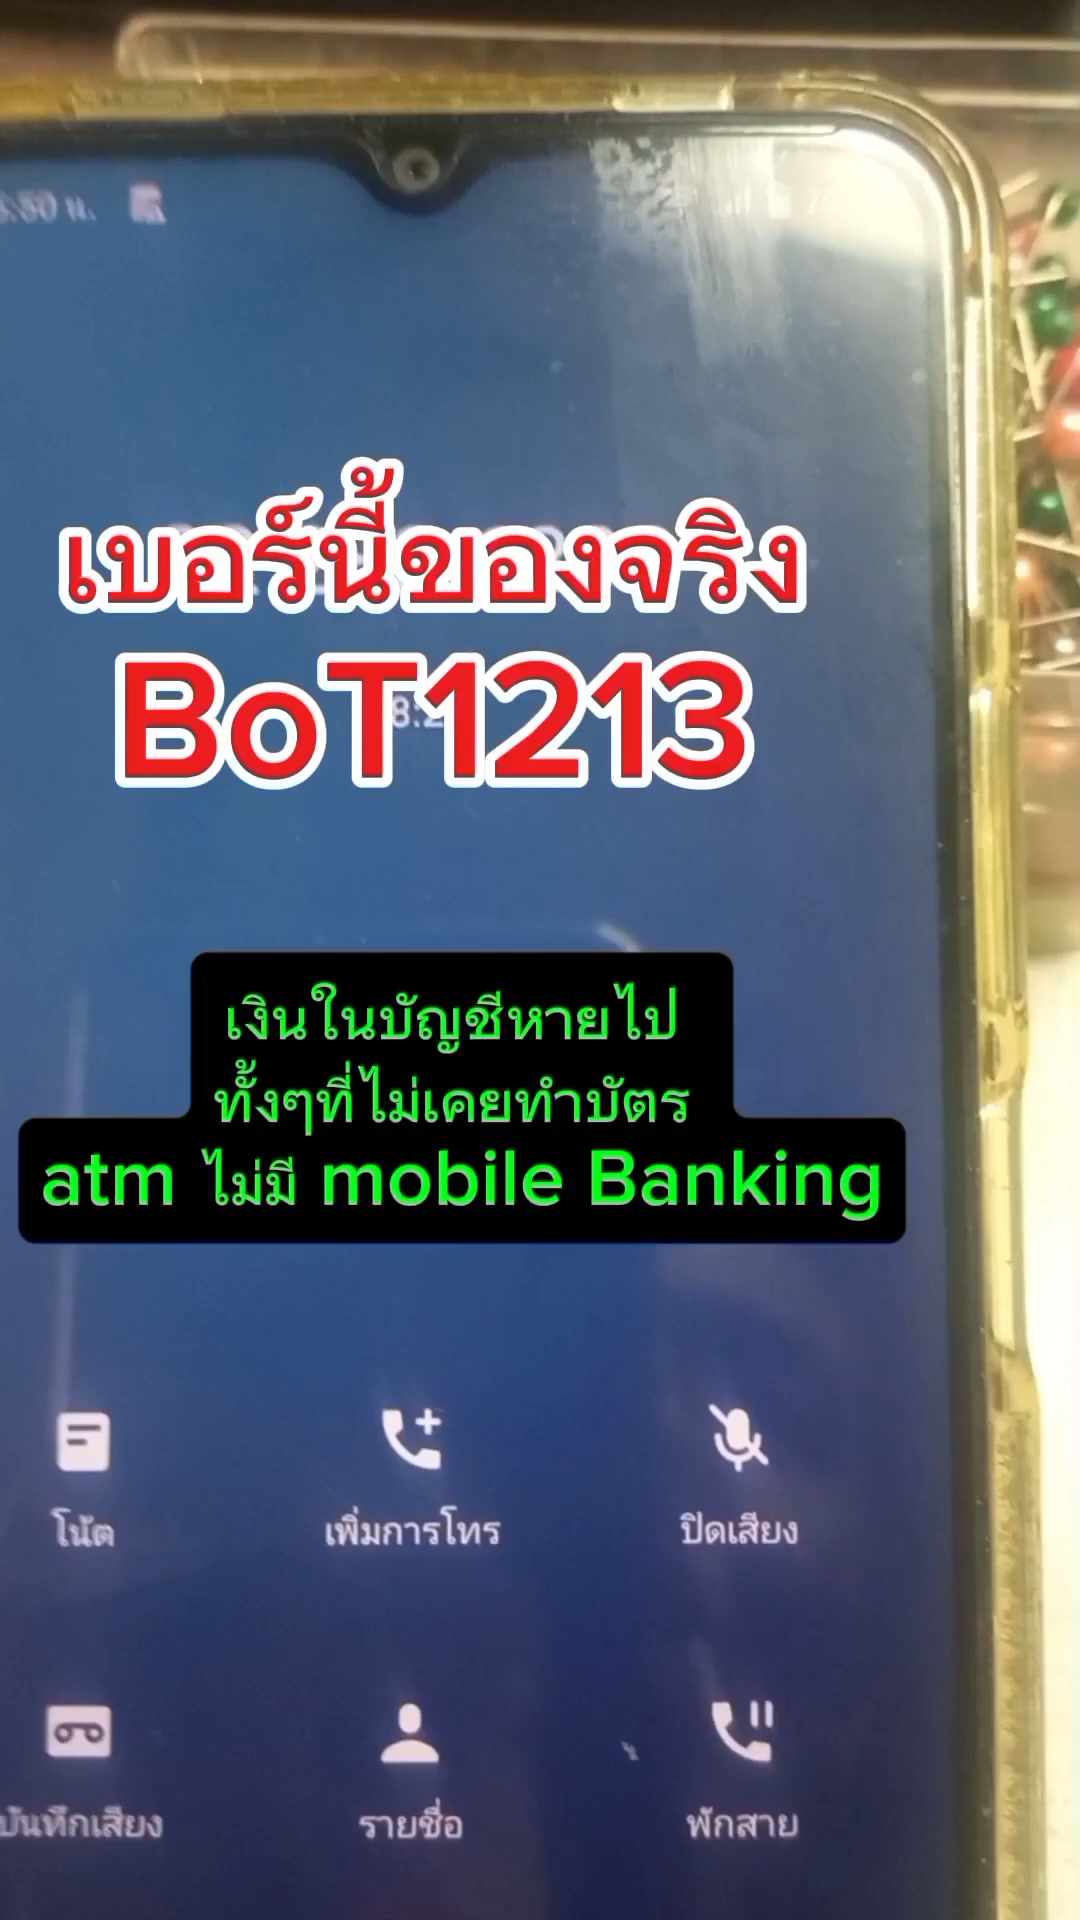 เบอร์นี้ของจริง
BoT1213
เงินในบัญชีหายไป
ทั้งๆที่ไม่เคยทำบัตร
atm ไม่มี mobile Banking
โน้ต
เพิ่มการโทร
ปิดเสียง
บันทึกเสียง
รายชื่อ
พักสาย